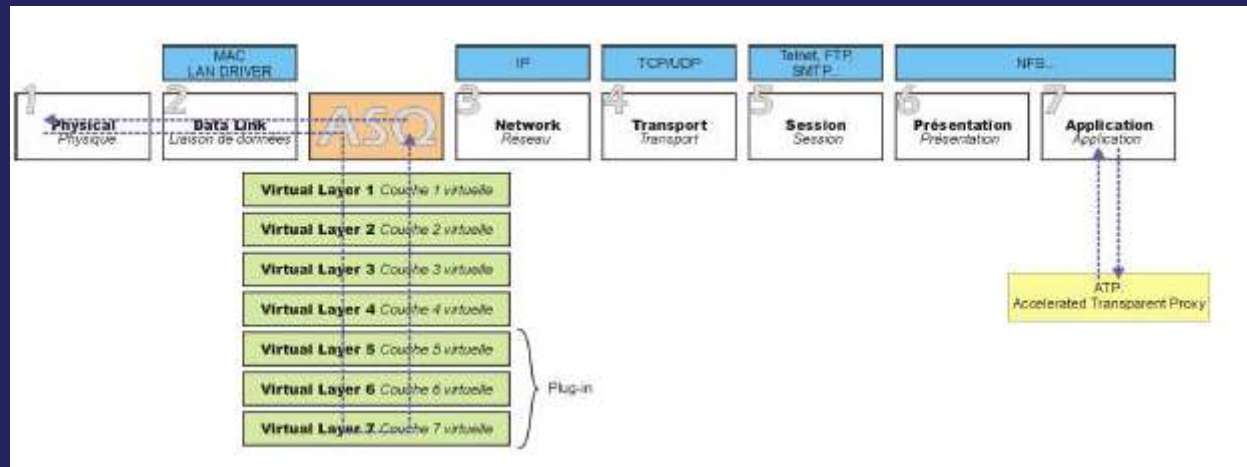 MAC
LAN DRIVER
IP
TCP/UDP
Telnet, FTP,
SMTP...
NFS...
1
Physical
Physique
2
Data Link
Liaison de données
ASQ
3
Network
Reseau
4
Transport
Transport
5
Session
Session
6
Présentation
Présentation
7
Application
Application
Virtual Layer 1 Couche 1 virtuelle
Virtual Layer 2 Couche 2 virtuelle
Virtual Layer 3 Couche 3 virtuelle
Virtual Layer 4 Couche 4 virtuelle
Virtual Layer 5 Couche 5 virtuelle
Virtual Layer 6 Couche 6 virtuelle
Virtual Layer 7 Couche 7 virtuelle
Plug-in
ATP
Accelerated Transparent Proxy